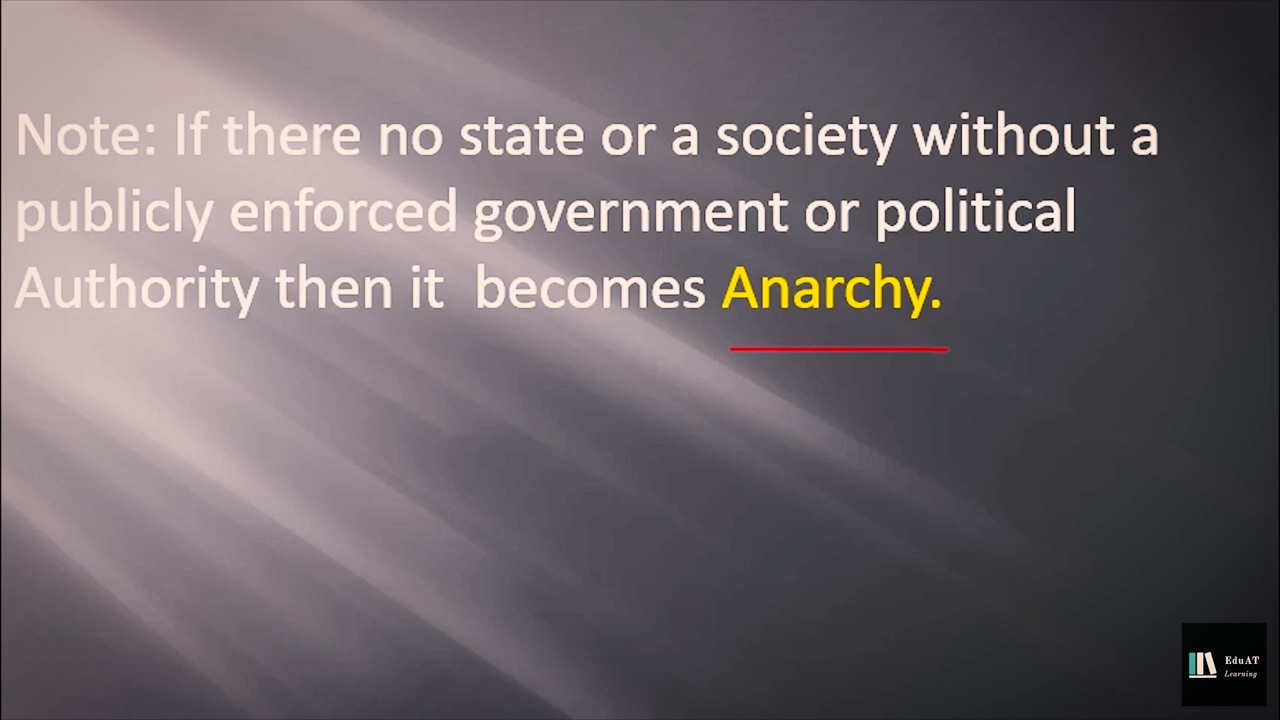 Note: If there no state or a society without a
publicly enforced government or political
Authority then it  becomes Anarchy.
EduAT
Learning